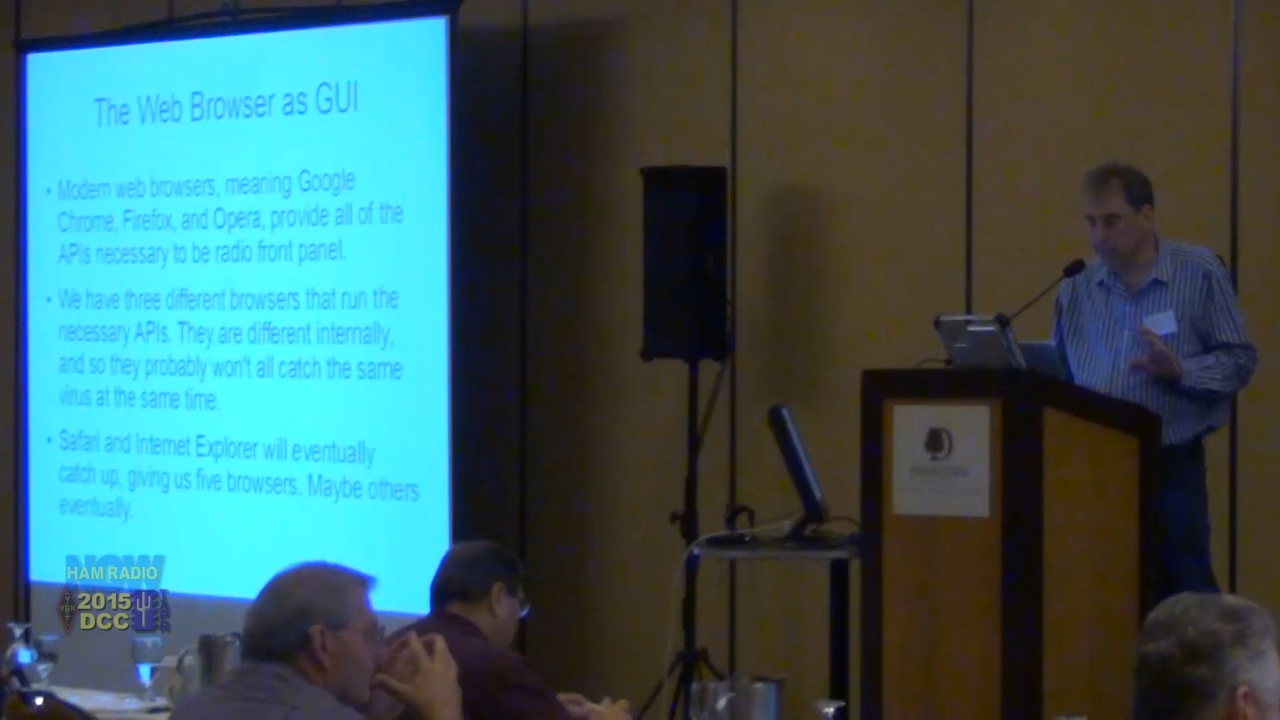 The Web Browser as GUI
• Modern web browsers, meaning Google
Chrome, Firefox, and Opera, provide all of the
APIs necessary to be radio front panel.
• We have three different browsers that run the
necessary APIs. They are different internally,
and so they probably won't all catch the same
virus at the same time.
• Safari and Internet Explorer will eventually
catch up, giving us five browsers. Maybe others
eventually.
NOW
HAM RADIO
2015
DCC